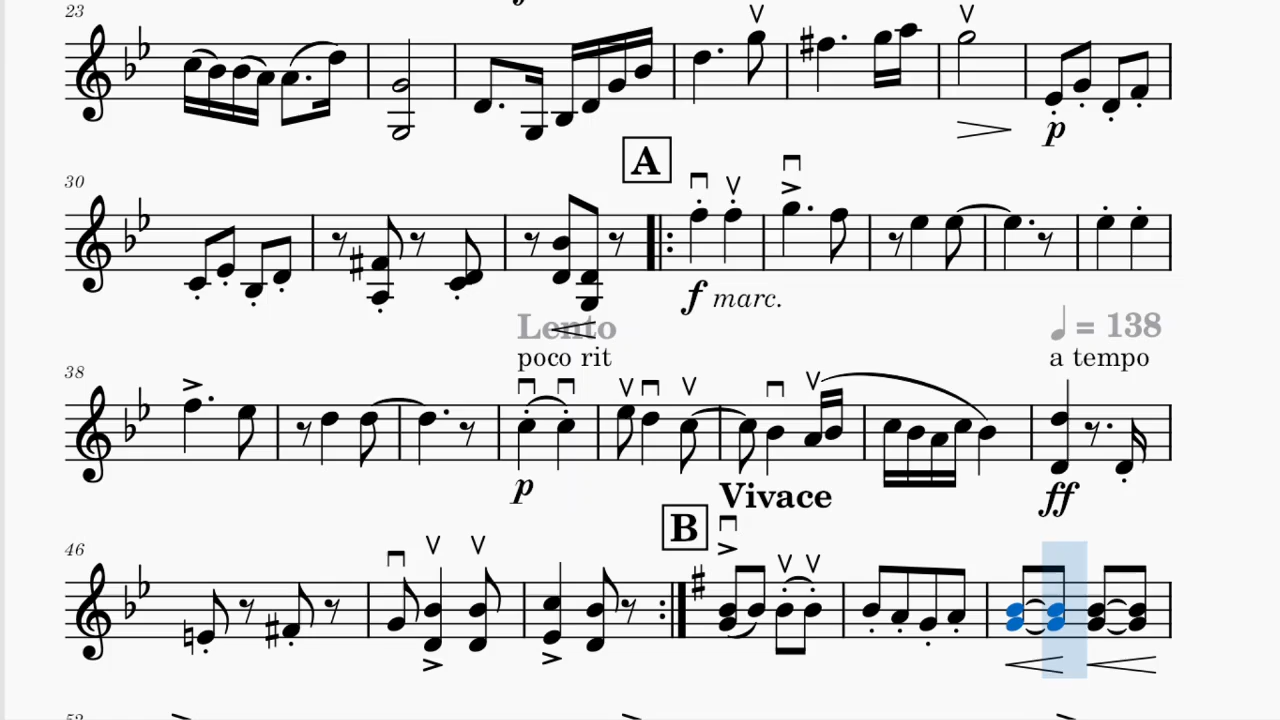 23
p
A
30
f marc.
Lento
♩ = 138
poco rit
a tempo
38
p
ff
Vivace
B
46